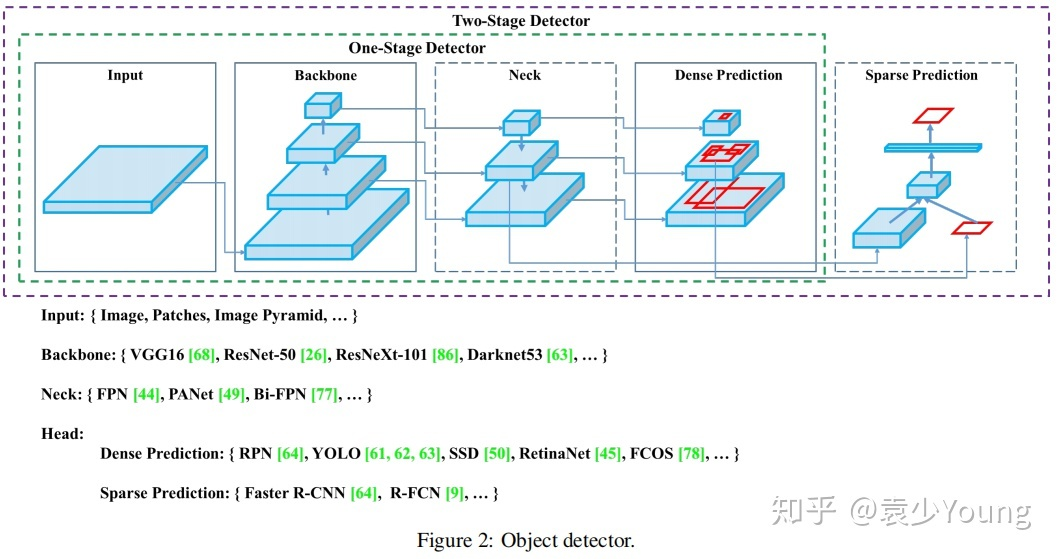 Two-Stage Detector
One-Stage Detector
Input
Backbone
Neck
Dense Prediction
Sparse Prediction
Input: { Image, Patches, Image Pyramid, … }
Backbone: { VGG16 [68], ResNet-50 [26], ResNeXt-101 [86], Darknet53 [63], … }
Neck: { FPN [44], PANet [49], Bi-FPN [77], … }
Head:
Dense Prediction: { RPN [64], YOLO [61, 62, 63], SSD [50], RetinaNet [45], FCOS [78], … }
Sparse Prediction: { Faster R-CNN [64], R-FCN [9], … }
知乎 @袁少Young
Figure 2: Object detector.